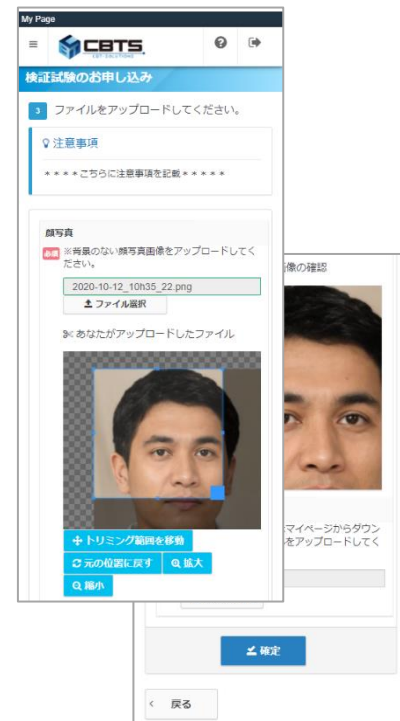 My Page
CBTS
CBT-SOLUTIONS
検証試験のお申し込み
3 ファイルをアップロードしてください。
注意事項
****こちらに注意事項を記載*****
顔写真
必須 ※背景のない顔写真画像をアップロードしてく
ださい。
2020-10-12_10h35_22.png
ファイル選択
あなたがアップロードしたファイル
トリミング範囲を移動
元の位置に戻す
拡大
縮小
像の確認
マイページからダウン
をアップロードしてく
確定
戻る